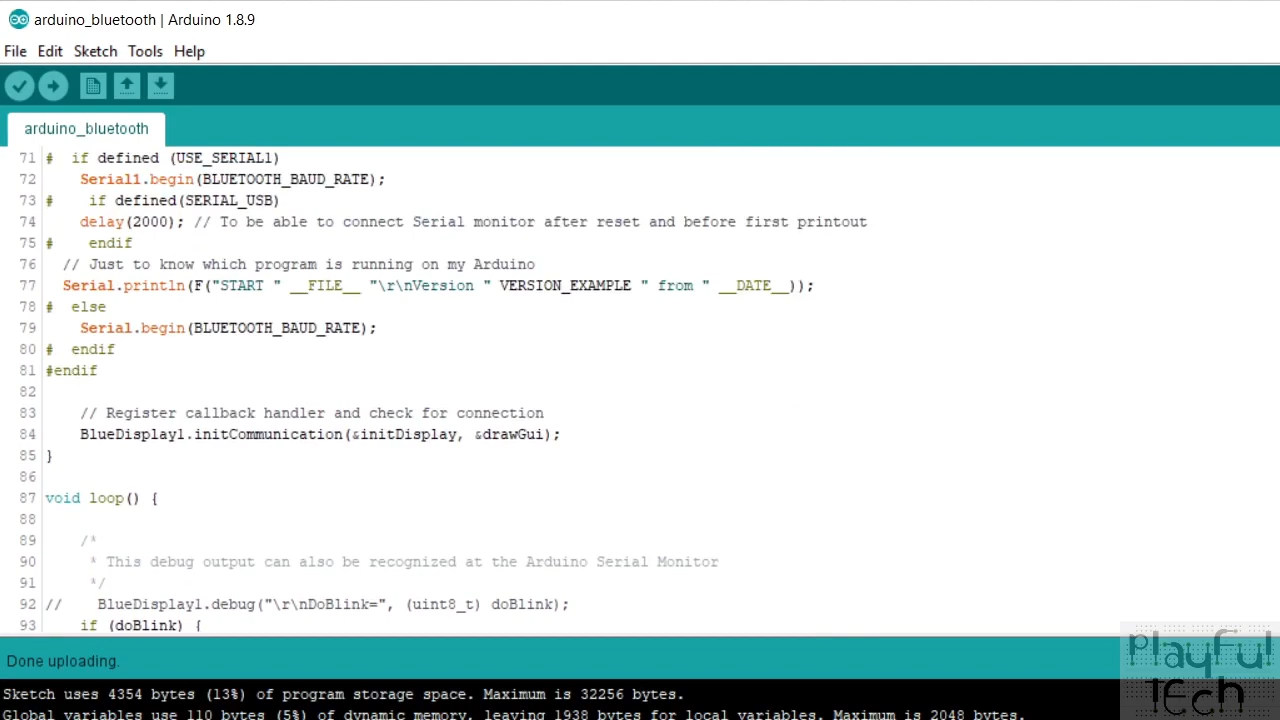 arduino_bluetooth | Arduino 1.8.9
File Edit Sketch Tools Help
arduino_bluetooth
71 #  if defined (USE_SERIAL1)
72     Serial1.begin(BLUETOOTH_BAUD_RATE);
73 #    if defined(SERIAL_USB)
74     delay(2000); // To be able to connect Serial monitor after reset and before first printout
75 #    endif
76   // Just to know which program is running on my Arduino
77   Serial.println(F("START " __FILE__ "\r\nVersion " VERSION_EXAMPLE " from " __DATE__));
78 #  else
79     Serial.begin(BLUETOOTH_BAUD_RATE);
80 #  endif
81 #endif
82
83     // Register callback handler and check for connection
84     BlueDisplay1.initCommunication(&initDisplay, &drawGui);
85 }
86
87 void loop() {
88
89     /*
90      * This debug output can also be recognized at the Arduino Serial Monitor
91      */
92 //    BlueDisplay1.debug("\r\nDoBlink=", (uint8_t) doBlink);
93     if (doBlink) {
Done uploading.
Sketch uses 4354 bytes (13%) of program storage space. Maximum is 32256 bytes.
Global variables use 110 bytes (5%) of dynamic memory, leaving 1938 bytes for local variables. Maximum is 2048 bytes.
PlayFul
TEch